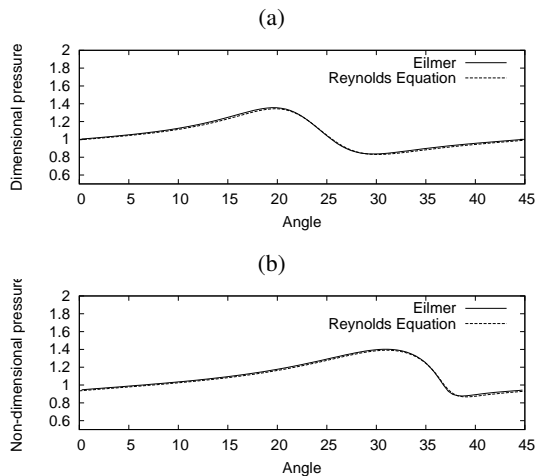 (a)
Dimensional pressure
2
1.8
1.6
1.4
1.2
1
0.8
0.6
Eilmer
Reynolds Equation
0 5 10 15 20 25 30 35 40 45
Angle
(b)
Non-dimensional pressure
2
1.8
1.6
1.4
1.2
1
0.8
0.6
Eilmer
Reynolds Equation
0 5 10 15 20 25 30 35 40 45
Angle